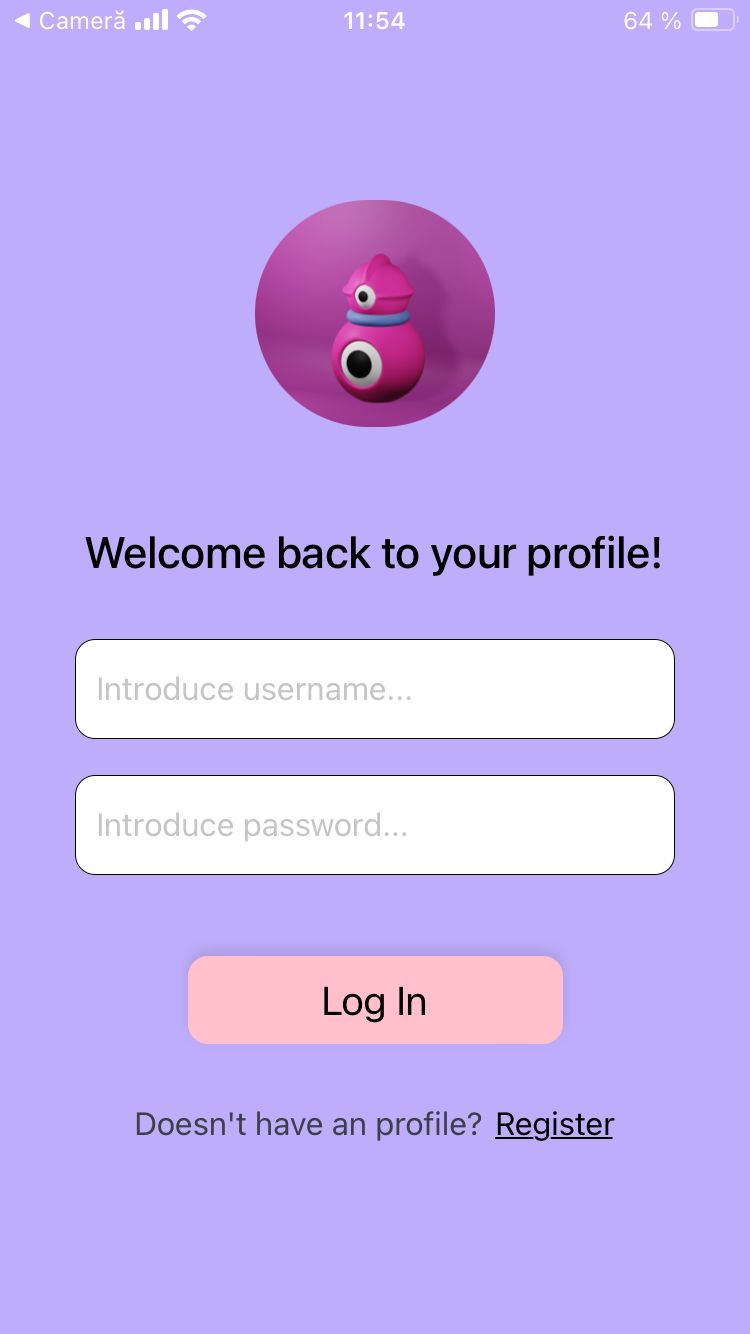 Cameră 11:54 64 %
Welcome back to your profile!
Introduce username...
Introduce password...
Log In
Doesn't have an profile? Register